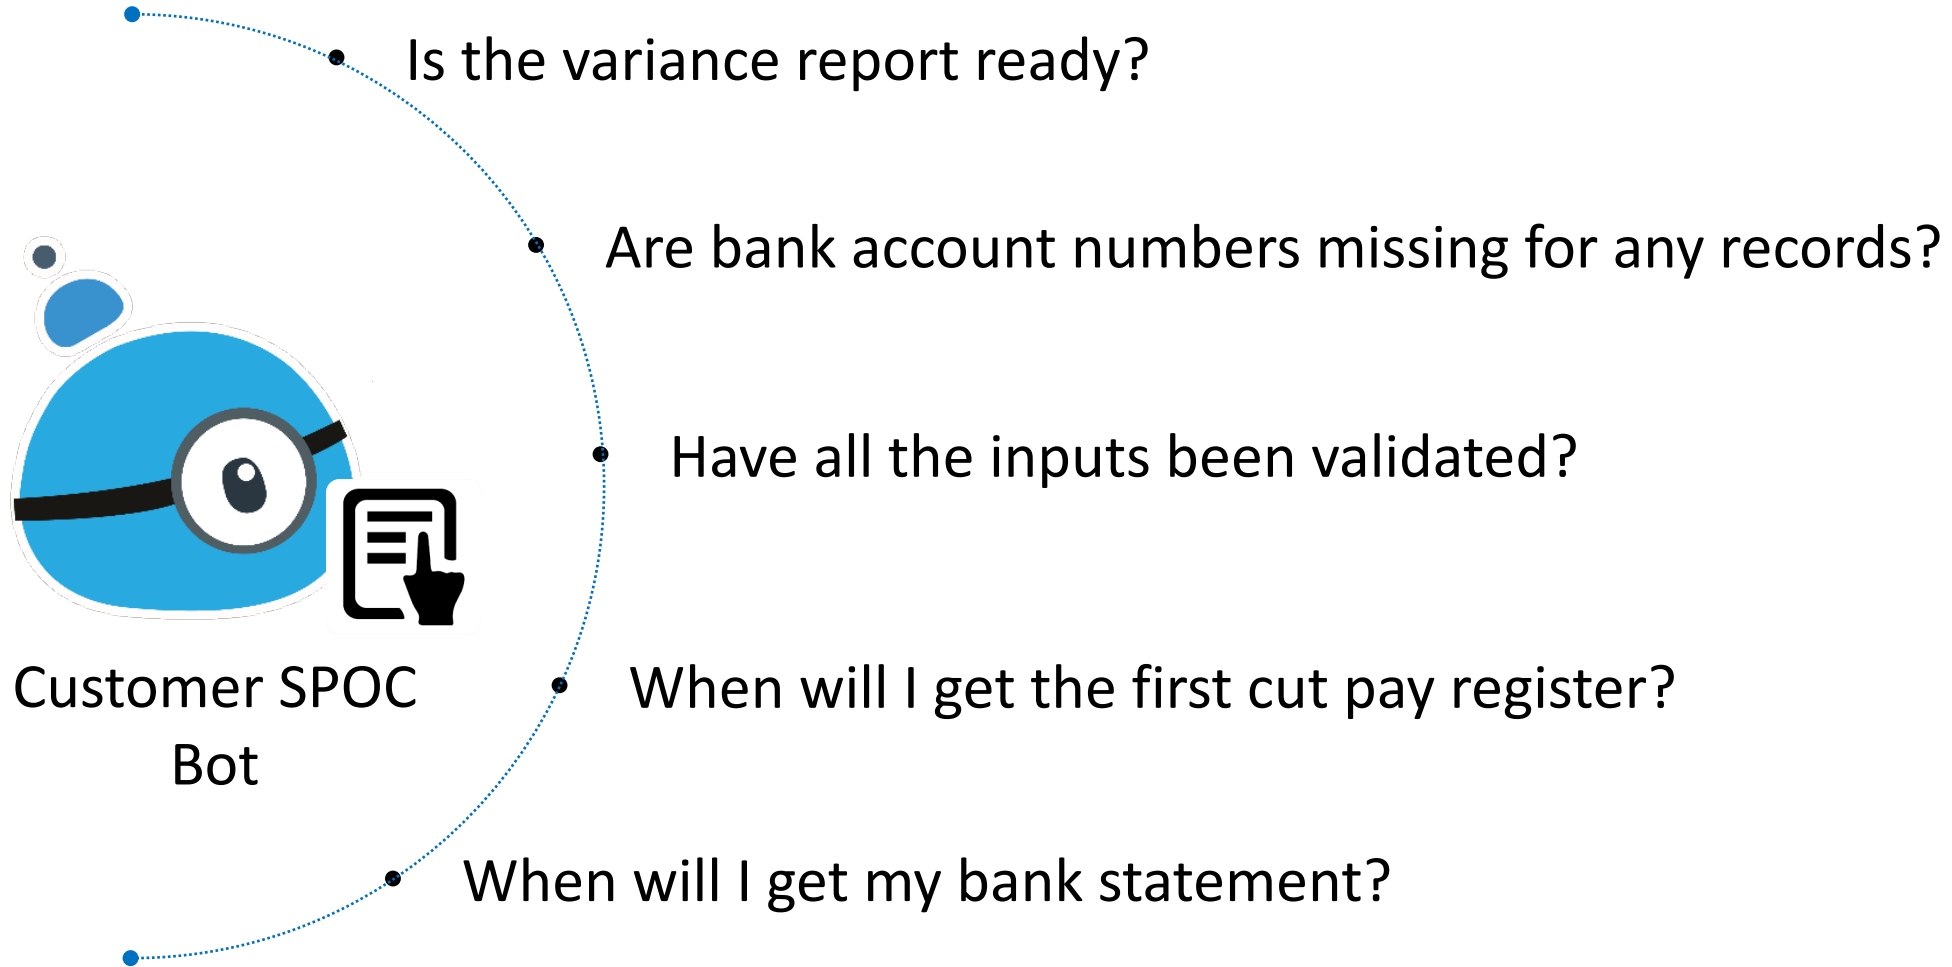 Is the variance report ready?
Are bank account numbers missing for any records?
Have all the inputs been validated?
When will I get the first cut pay register?
When will I get my bank statement?
Customer SPOC
Bot